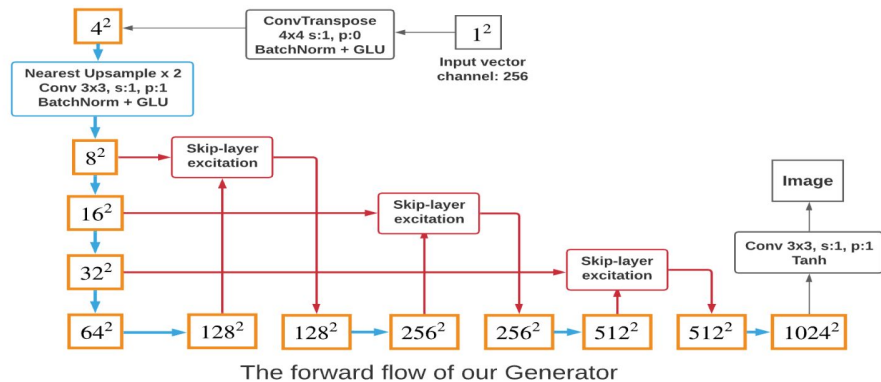 4²
ConvTranspose
4x4 s:1, p:0
BatchNorm + GLU
1²
Input vector
channel: 256
Nearest Upsample x 2
Conv 3x3, s:1, p:1
BatchNorm + GLU
8²
Skip-layer
excitation
16²
Skip-layer
excitation
Image
32²
Skip-layer
excitation
Conv 3x3, s:1, p:1
Tanh
64²
128²
128²
256²
256²
512²
512²
1024²
The forward flow of our Generator